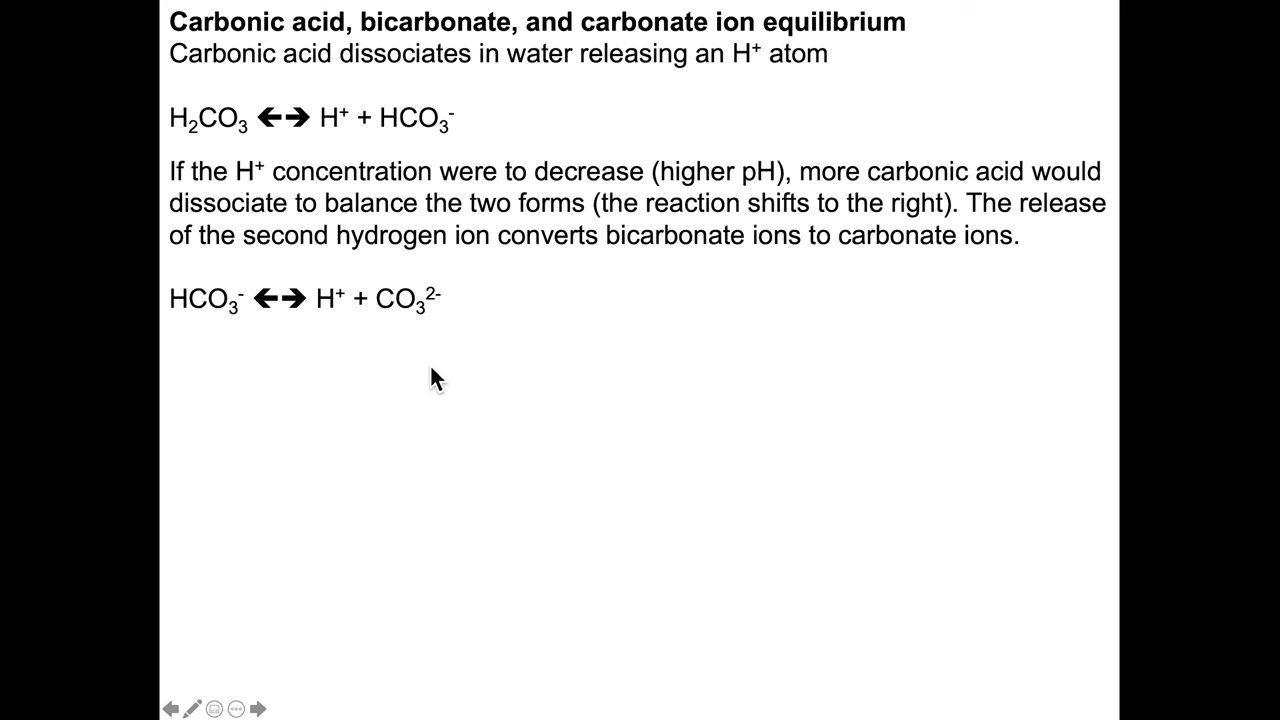 Carbonic acid, bicarbonate, and carbonate ion equilibrium
Carbonic acid dissociates in water releasing an H⁺ atom
H₂CO₃ 🡨🡪 H⁺ + HCO₃⁻
If the H⁺ concentration were to decrease (higher pH), more carbonic acid would
dissociate to balance the two forms (the reaction shifts to the right). The release
of the second hydrogen ion converts bicarbonate ions to carbonate ions.
HCO₃⁻ 🡨🡪 H⁺ + CO₃²⁻